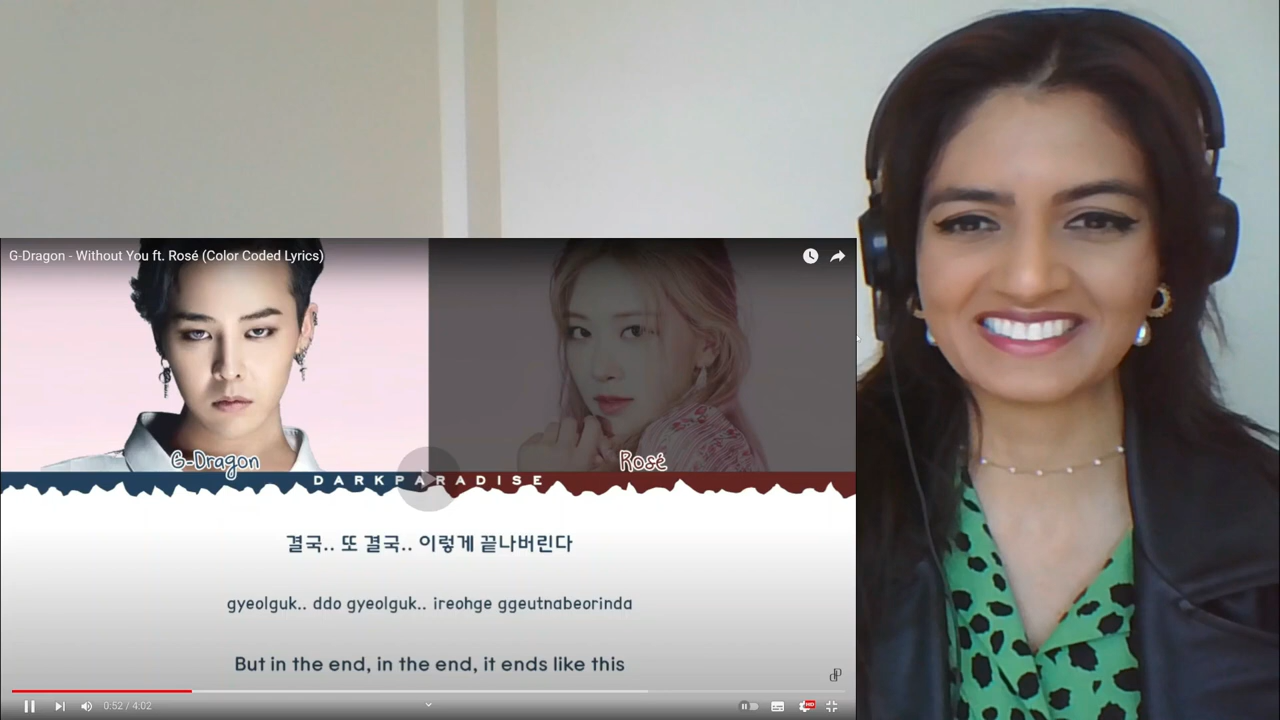 G-Dragon - Without You ft. Rosé (Color Coded Lyrics)
G-Dragon
Rosé
DARKPARADISE
결국.. 또 결국.. 이렇게 끝나버린다
gyeolguk.. ddo gyeolguk.. ireohge ggeutnabeorinda
But in the end, in the end, it ends like this
dp
0:52 / 4:02
HD